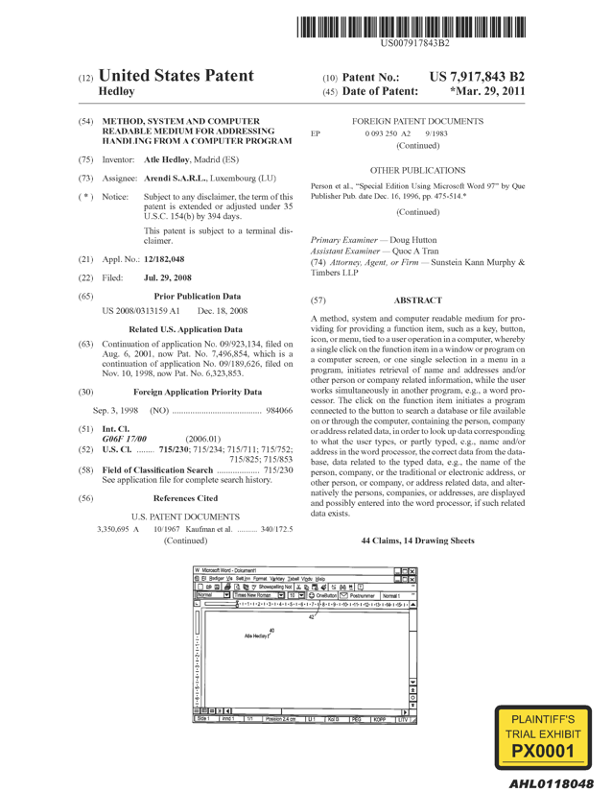 US007917843B2
(12) United States Patent
Hedløy
(10) Patent No.: US 7,917,843 B2
(45) Date of Patent: *Mar. 29, 2011
(54) METHOD, SYSTEM AND COMPUTER
READABLE MEDIUM FOR ADDRESSING
HANDLING FROM A COMPUTER PROGRAM
(75) Inventor: Atle Hedløy, Madrid (ES)
(73) Assignee: Arendi S.A.R.L., Luxembourg (LU)
( * ) Notice: Subject to any disclaimer, the term of this
patent is extended or adjusted under 35
U.S.C. 154(b) by 394 days.
This patent is subject to a terminal dis-
claimer.
(21) Appl. No.: 12/182,048
(22) Filed: Jul. 29, 2008
(65) Prior Publication Data
US 2008/0313159 A1 Dec. 18, 2008
Related U.S. Application Data
(63) Continuation of application No. 09/923,134, filed on
Aug. 6, 2001, now Pat. No. 7,496,854, which is a
continuation of application No. 09/189,626, filed on
Nov. 10, 1998, now Pat. No. 6,323,853.
(30) Foreign Application Priority Data
Sep. 3, 1998 (NO) ........................................ 984066
(51) Int. Cl.
G06F 17/00 (2006.01)
(52) U.S. Cl. ........ 715/230; 715/234; 715/711; 715/752;
715/825; 715/853
(58) Field of Classification Search ................... 715/230
See application file for complete search history.
(56) References Cited
U.S. PATENT DOCUMENTS
3,350,695 A 10/1967 Kaufman et al. .......... 340/172.5
(Continued)
FOREIGN PATENT DOCUMENTS
EP 0 093 250 A2 9/1983
(Continued)
OTHER PUBLICATIONS
Person et al., “Special Edition Using Microsoft Word 97” by Que
Publisher Pub. date Dec. 16, 1996, pp. 475-514.*
(Continued)
Primary Examiner — Doug Hutton
Assistant Examiner — Quoc A Tran
(74) Attorney, Agent, or Firm — Sunstein Kann Murphy &
Timbers LLP
(57) ABSTRACT
A method, system and computer readable medium for pro-
viding for providing a function item, such as a key, button,
icon, or menu, tied to a user operation in a computer, whereby
a single click on the function item in a window or program on
a computer screen, or one single selection in a menu in a
program, initiates retrieval of name and addresses and/or
other person or company related information, while the user
works simultaneously in another program, e.g., a word pro-
cessor. The click on the function item initiates a program
connected to the button to search a database or file available
on or through the computer, containing the person, company
or address related data, in order to look up data corresponding
to what the user types, or partly typed, e.g., name and/or
address in the word processor, the correct data from the data-
base, data related to the typed data, e.g., the name of the
person, company, or the traditional or electronic address, or
other person, or company, or address related data, and alter-
natively the persons, companies, or addresses, are displayed
and possibly entered into the word processor, if such related
data exists.
44 Claims, 14 Drawing Sheets
Microsoft Word - Dokument1
Normal Times New Roman OneButton Postnummer Normal 1
42
40
Atle Hedløy
Side 1 1/1 Posisjon 2,4 cm Li 1 Kol
PLAINTIFF'S
TRIAL EXHIBIT
PX0001
AHL0118048